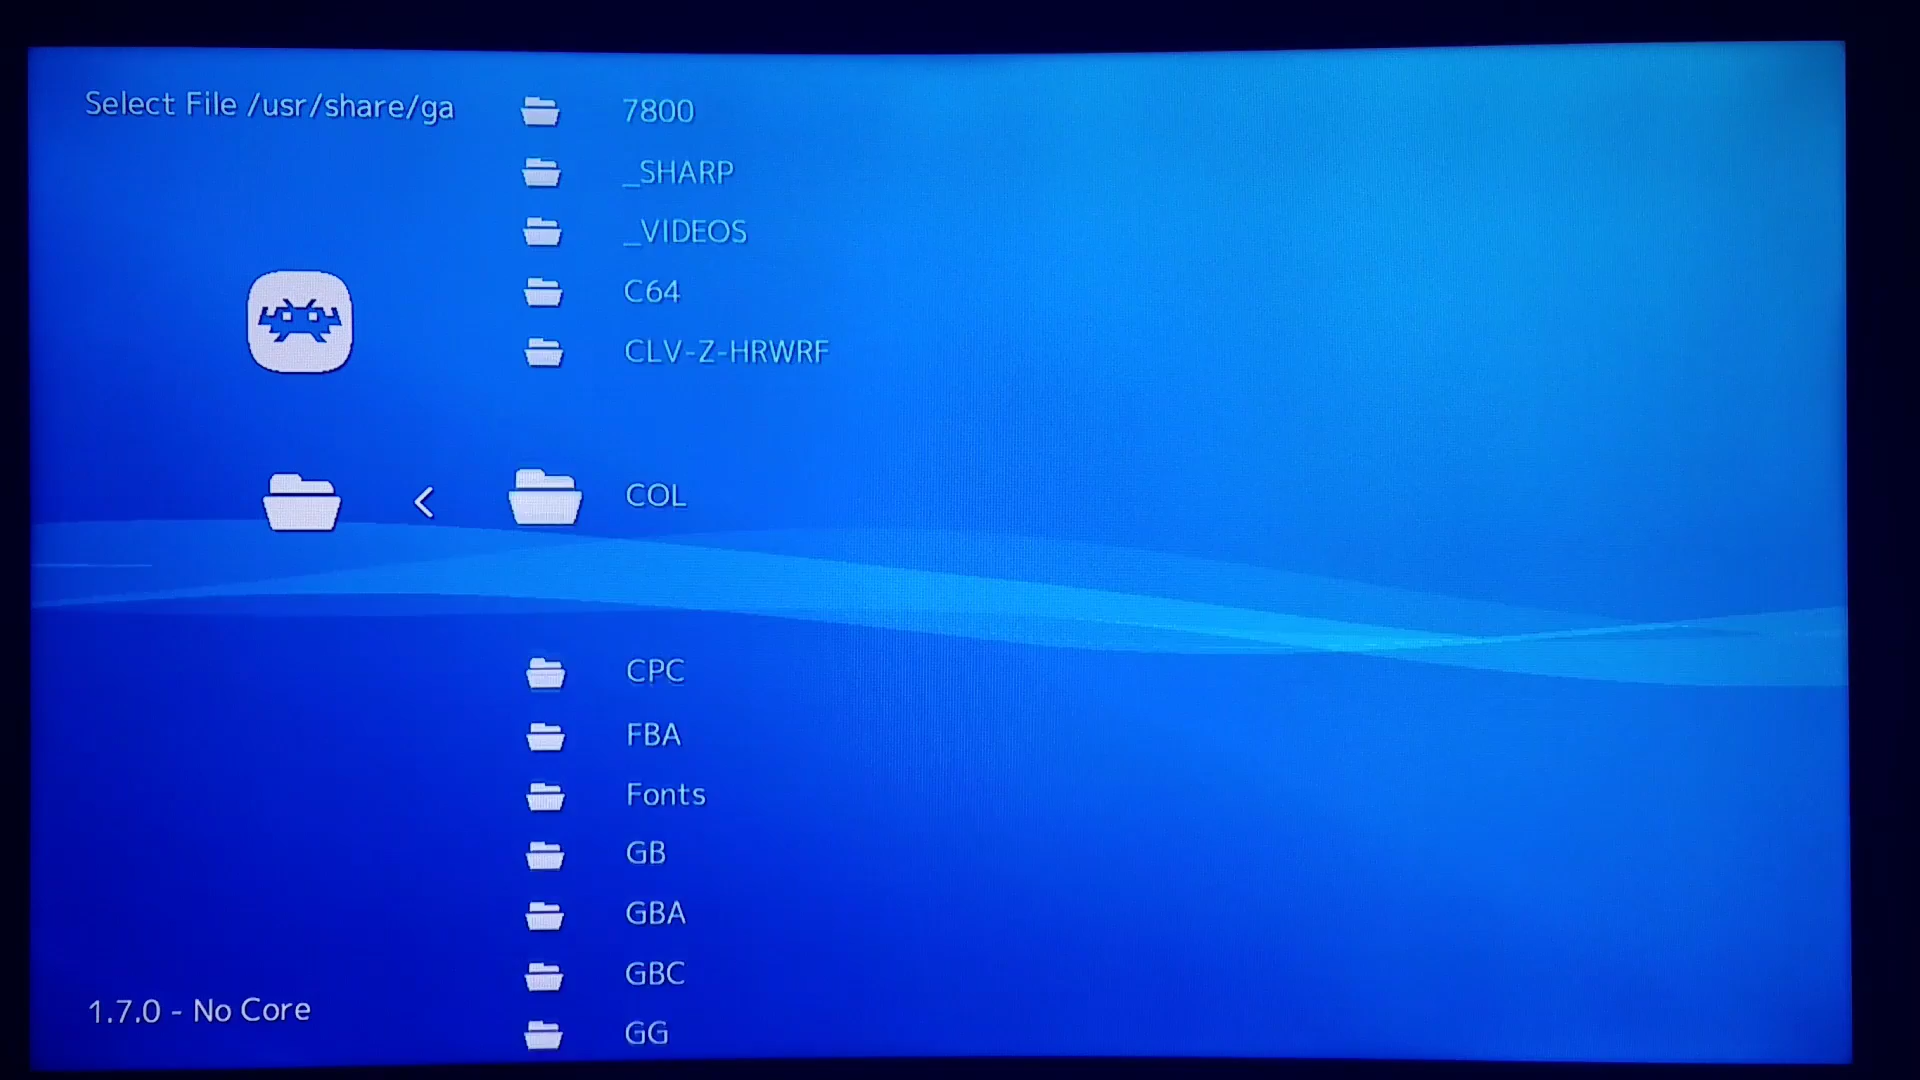 Select File /usr/share/ga
7800
_SHARP
_VIDEOS
C64
CLV-Z-HRWRF
COL
CPC
FBA
Fonts
GB
GBA
GBC
GG
1.7.0 - No Core